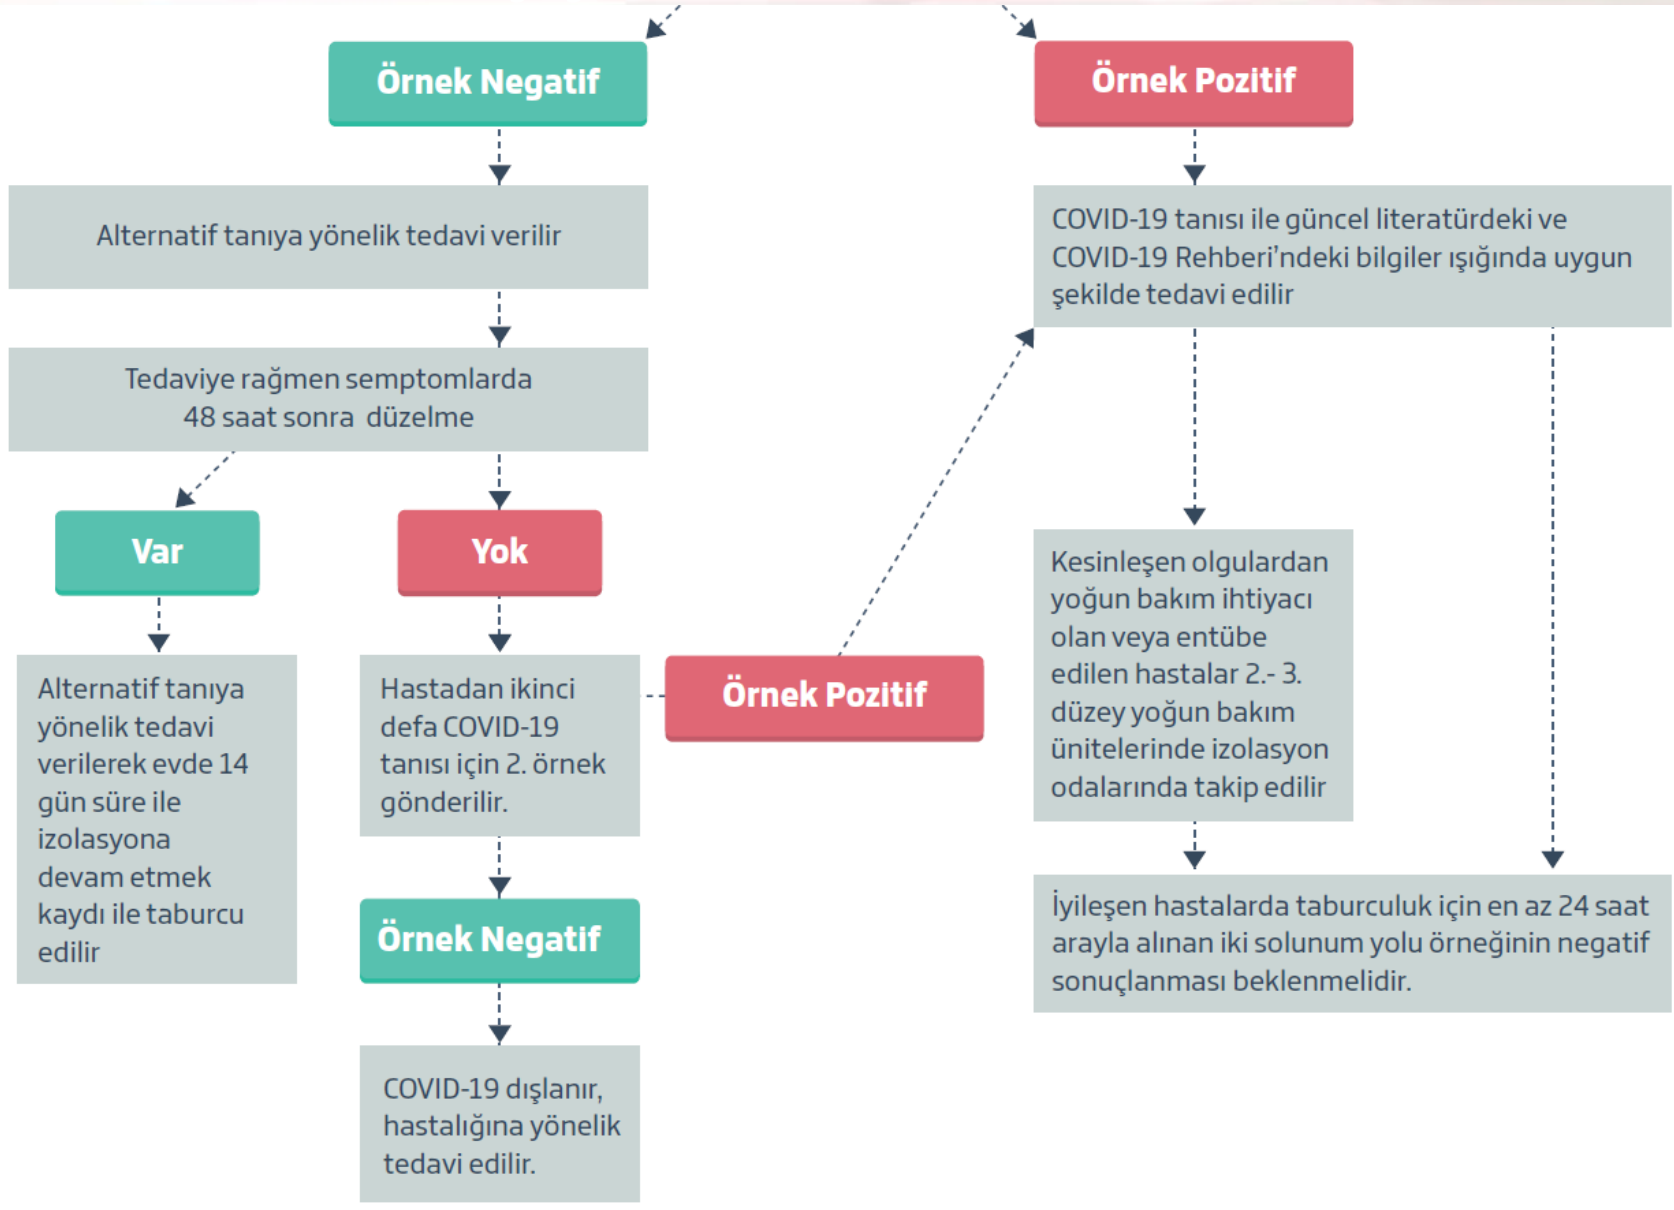 Örnek Negatif
Örnek Pozitif
Alternatif tanıya yönelik tedavi verilir
COVID-19 tanısı ile güncel literatürdeki ve
COVID-19 Rehberi’ndeki bilgiler ışığında uygun
şekilde tedavi edilir
Tedaviye rağmen semptomlarda
48 saat sonra düzelme
Var
Yok
Alternatif tanıya
yönelik tedavi
verilerek evde 14
gün süre ile
izolasyona
devam etmek
kaydı ile taburcu
edilir
Hastadan ikinci
defa COVID-19
tanısı için 2. örnek
gönderilir.
Örnek Pozitif
Kesinleşen olgulardan
yoğun bakım ihtiyacı
olan veya entübe
edilen hastalar 2.- 3.
düzey yoğun bakım
ünitelerinde izolasyon
odalarında takip edilir
Örnek Negatif
İyileşen hastalarda taburculuk için en az 24 saat
arayla alınan iki solunum yolu örneğinin negatif
sonuçlanması beklenmelidir.
COVID-19 dışlanır,
hastalığına yönelik
tedavi edilir.